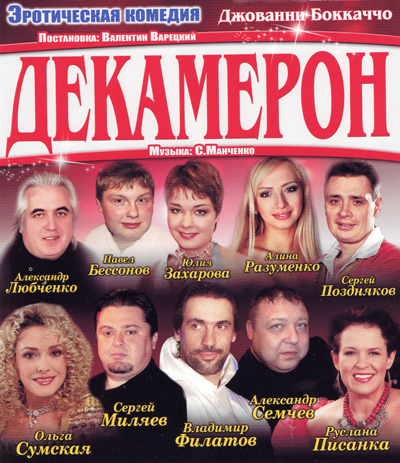 Эротическая комедия
Джованни Боккаччо
Постановка: Валентин Варецкий
ДЕКАМЕРОН
Музыка: С.Манченко
Александр
Любченко
Павел
Бессонов
Юлия
Захарова
Алина
Разуменко
Сергей
Поздняков
Ольга
Сумская
Сергей
Миляев
Владимир
Филатов
Александр
Семчев
Руслана
Писанка